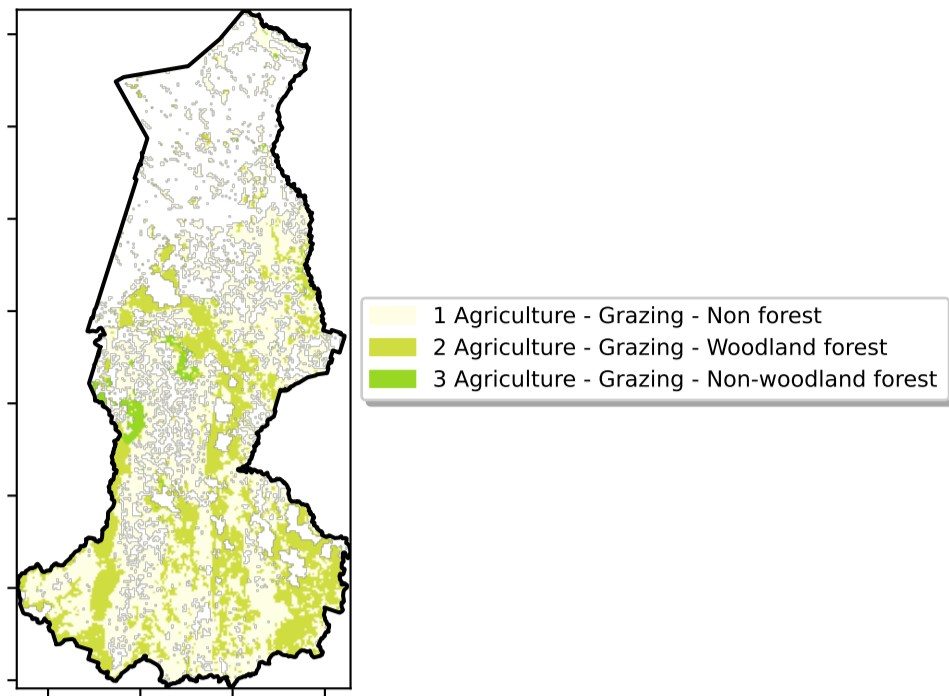 1 Agriculture - Grazing - Non forest
2 Agriculture - Grazing - Woodland forest
3 Agriculture - Grazing - Non-woodland forest